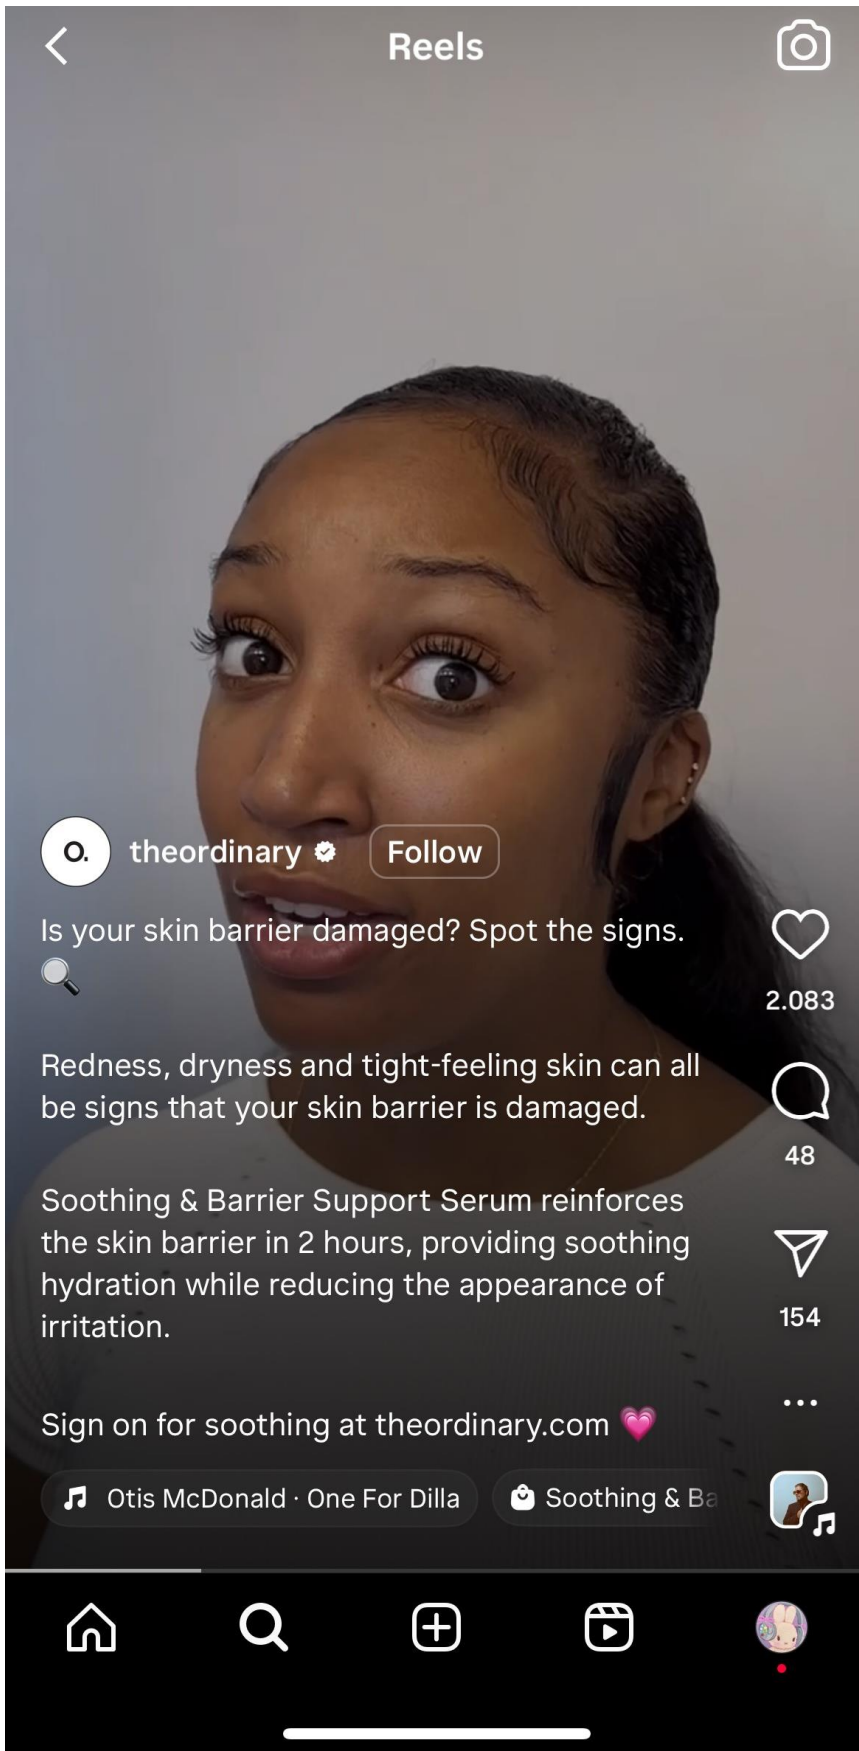 Reels
O.
theordinary
Follow
Is your skin barrier damaged? Spot the signs.
🔍
Redness, dryness and tight-feeling skin can all
be signs that your skin barrier is damaged.
Soothing & Barrier Support Serum reinforces
the skin barrier in 2 hours, providing soothing
hydration while reducing the appearance of
irritation.
Sign on for soothing at theordinary.com 💗
2.083
48
154
Otis McDonald · One For Dilla
Soothing & Ba